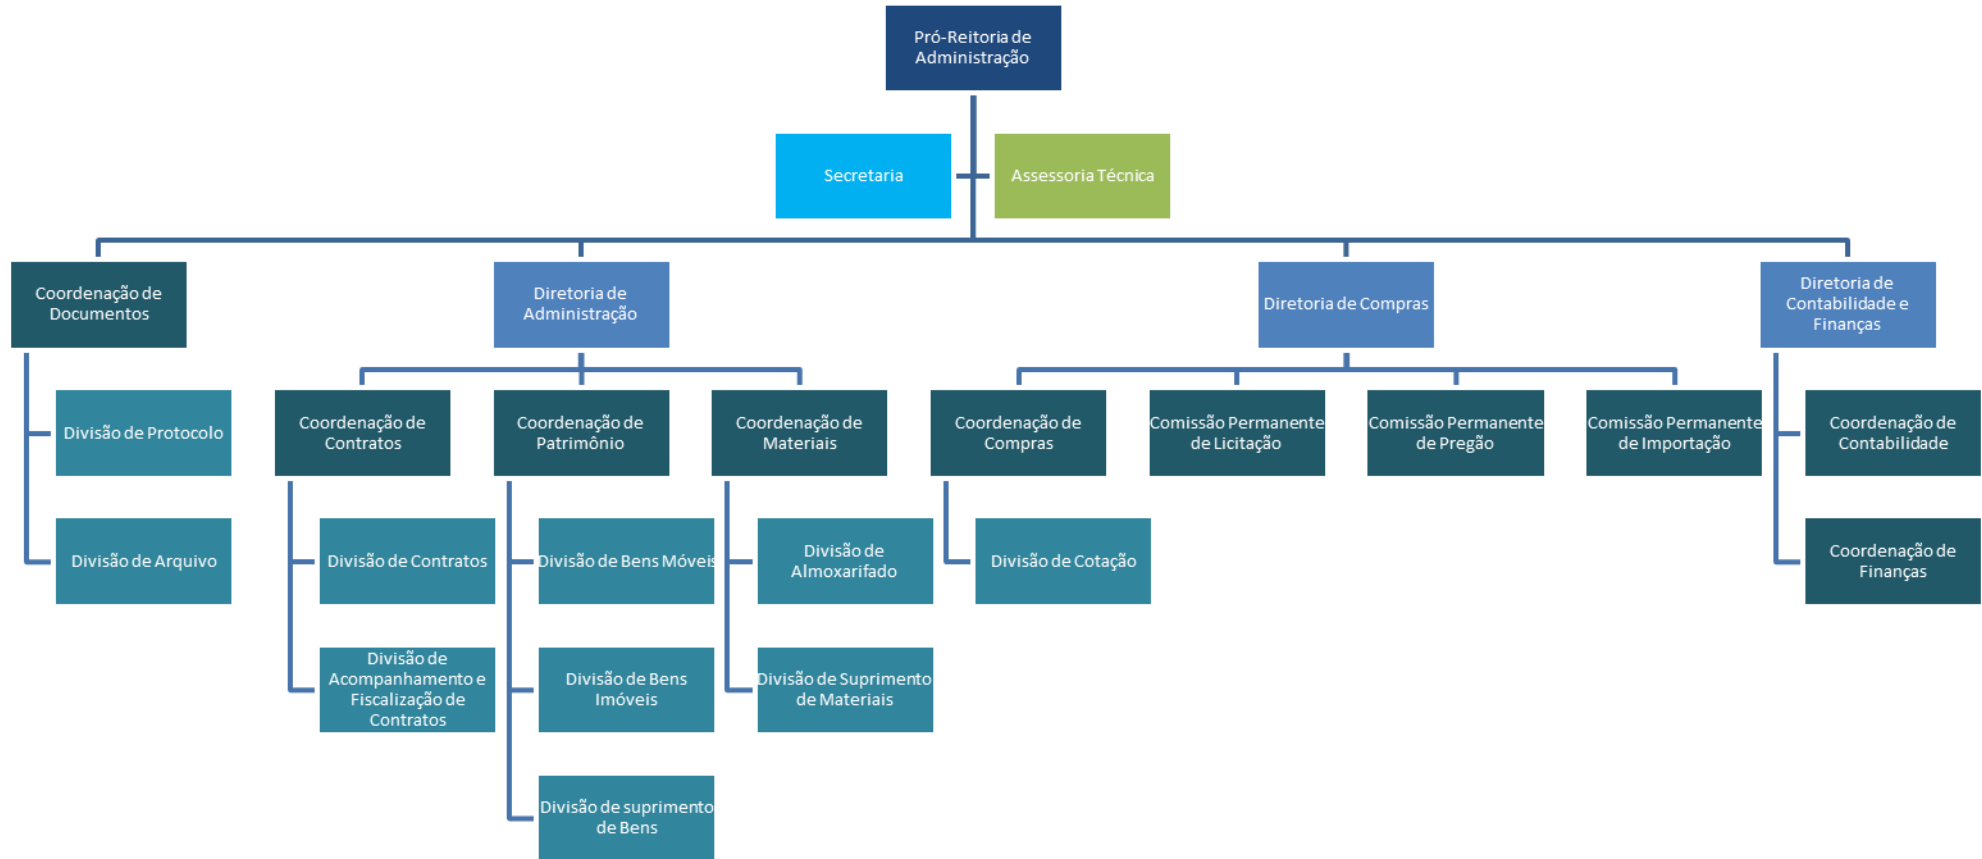 Pró-Reitoria de
Administração
Secretaria
Assessoria Técnica
Coordenação de
Documentos
Diretoria de
Administração
Diretoria de Compras
Diretoria de
Contabilidade e
Finanças
Divisão de Protocolo
Coordenação de
Contratos
Coordenação de
Patrimônio
Coordenação de
Materiais
Coordenação de
Compras
Comissão Permanente
de Licitação
Comissão Permanente
de Pregão
Comissão Permanente
de Importação
Coordenação de
Contabilidade
Divisão de Arquivo
Divisão de Contratos
Divisão de Bens Móveis
Divisão de
Almoxarifado
Divisão de Cotação
Coordenação de
Finanças
Divisão de
Acompanhamento e
Fiscalização de
Contratos
Divisão de Bens
Imóveis
Divisão de Suprimento
de Materiais
Divisão de suprimento
de Bens